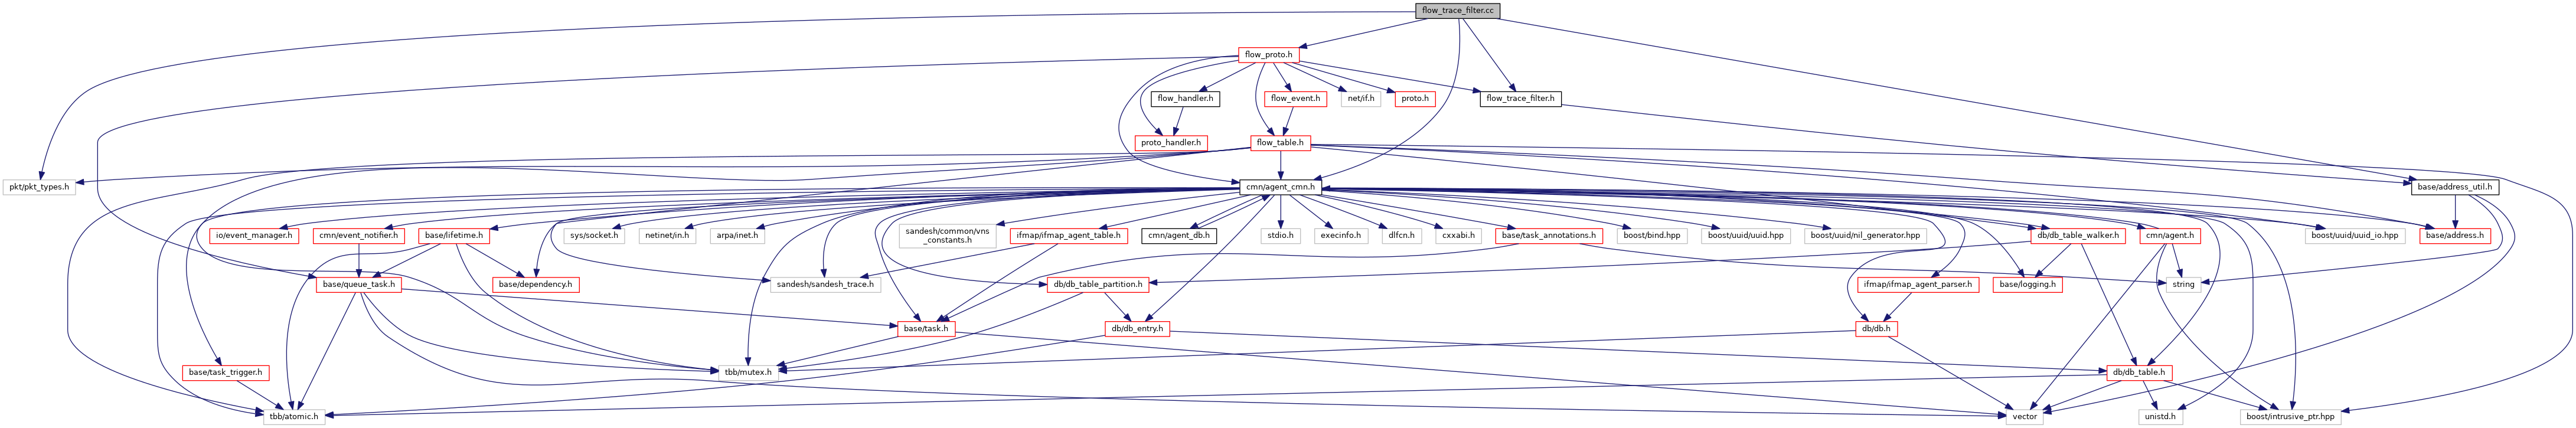 flow_trace_filter.cc
flow_proto.h
flow_handler.h
flow_event.h
net/if.h
proto.h
flow_trace_filter.h
proto_handler.h
flow_table.h
pkt/pkt_types.h
cmn/agent_cmn.h
base/address_util.h
io/event_manager.h
cmn/event_notifier.h
base/lifetime.h
sys/socket.h
netinet/in.h
arpa/inet.h
sandesh/common/vns
_constants.h
ifmap/ifmap_agent_table.h
cmn/agent_db.h
stdio.h
execinfo.h
dlfcn.h
cxxabi.h
base/task_annotations.h
boost/bind.hpp
boost/uuid/uuid.hpp
boost/uuid/nil_generator.hpp
db/db_table_walker.h
cmn/agent.h
boost/uuid/uuid_io.hpp
base/address.h
base/queue_task.h
base/dependency.h
sandesh/sandesh_trace.h
db/db_table_partition.h
ifmap/ifmap_agent_parser.h
base/logging.h
string
base/task.h
db/db_entry.h
db/db.h
base/task_trigger.h
tbb/mutex.h
db/db_table.h
tbb/atomic.h
vector
unistd.h
boost/intrusive_ptr.hpp